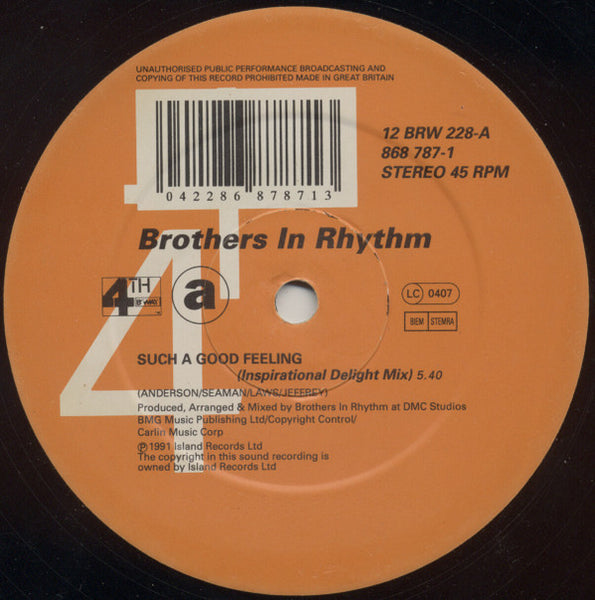 UNAUTHORISED PUBLIC PERFORMANCE BROADCASTING AND
COPYING OF THIS RECORD PROHIBITED MADE IN GREAT BRITAIN
12 BRW 228-A
868 787-1
STEREO 45 RPM
0 42286 878713
Brothers In Rhythm
4TH
B'WAY
a
LC 0407
BIEM STEMRA
4
SUCH A GOOD FEELING
(Inspirational Delight Mix) 5.40
(ANDERSON/SEAMAN/LAWS/JEFFREY)
Produced, Arranged & Mixed by Brothers In Rhythm at DMC Studios
BMG Music Publishing Ltd/Copyright Control/
Carlin Music Corp
℗ 1991 Island Records Ltd
The copyright in this sound recording is
owned by Island Records Ltd